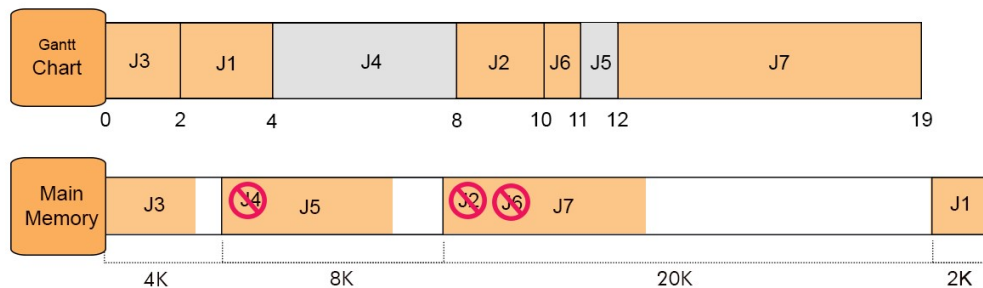 Gantt
Chart
J3 J1 J4 J2 J6 J5 J7
0 2 4 8 10 11 12 19
Main
Memory
J3 J4 J5 J2 J6 J7 J1
4K 8K 20K 2K